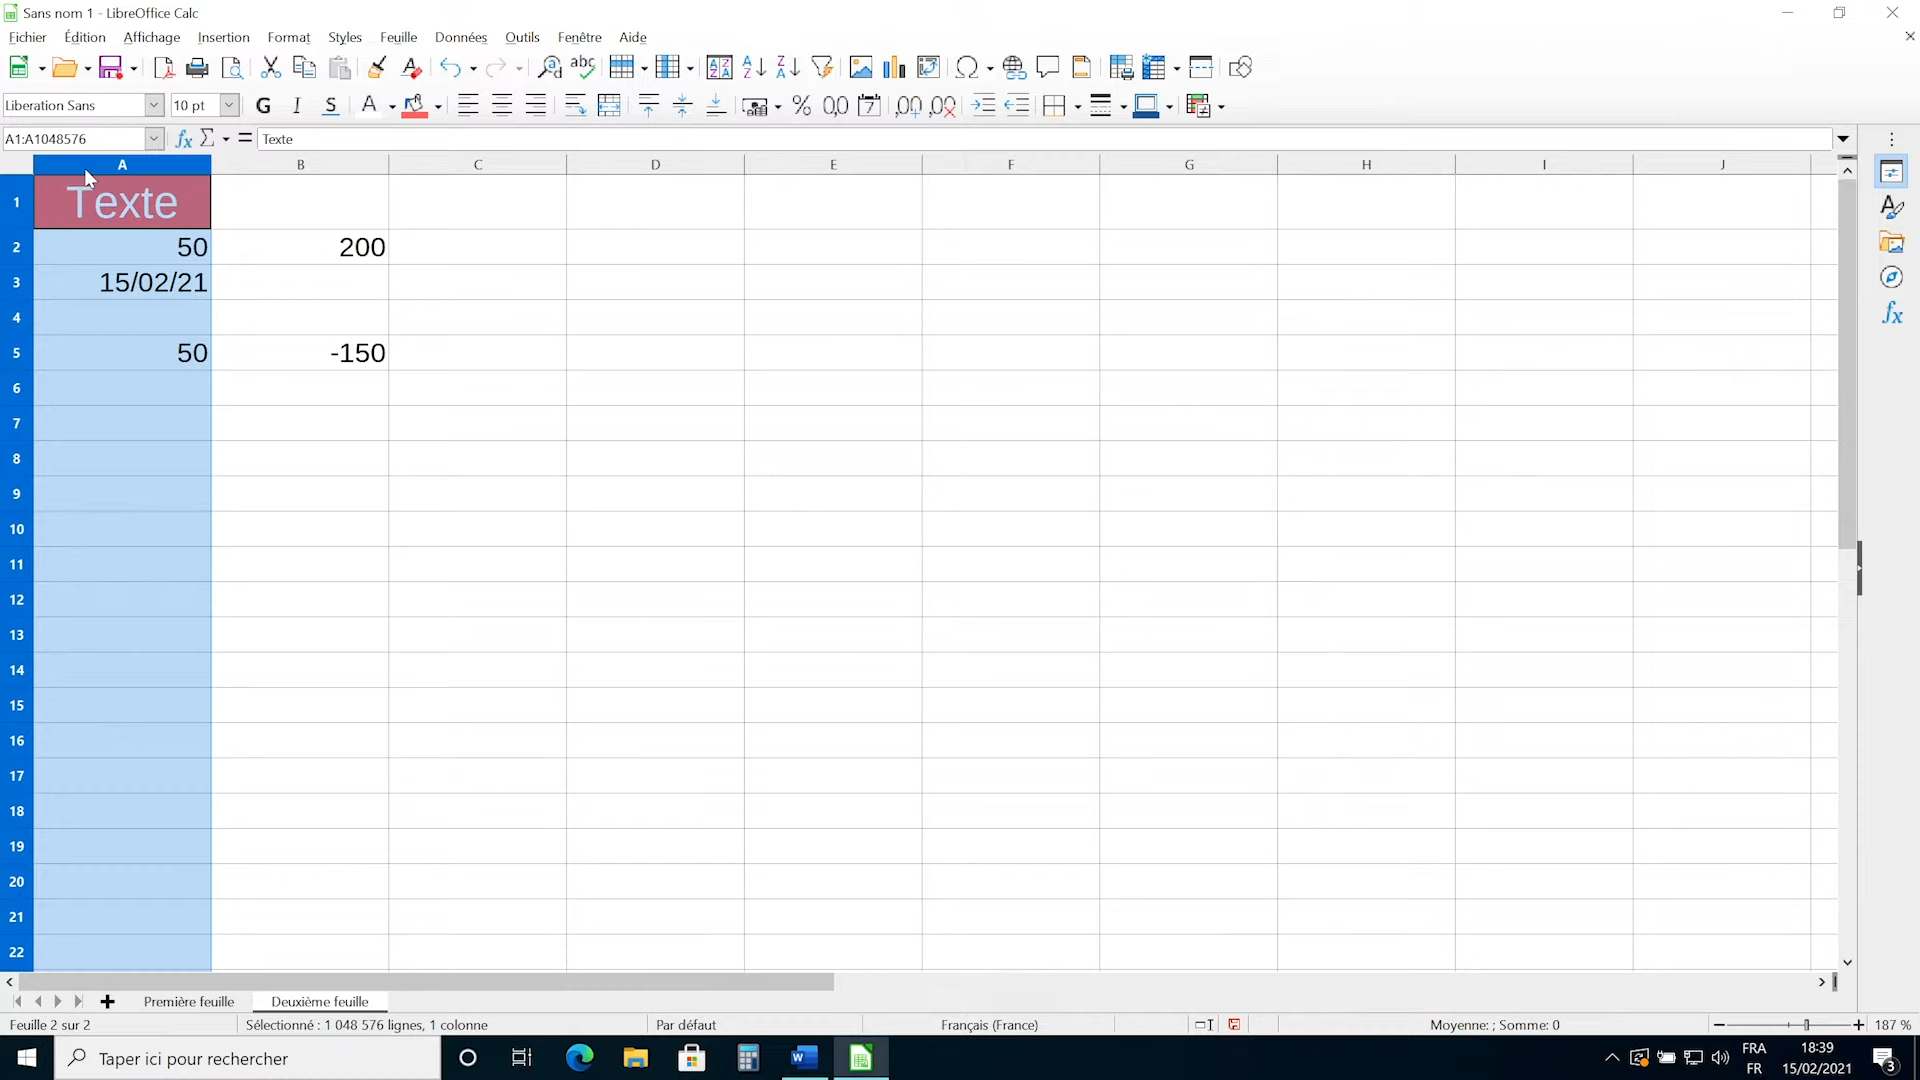 Sans nom 1 - LibreOffice Calc
Fichier Édition Affichage Insertion Format Styles Feuille Données Outils Fenêtre Aide
Liberation Sans 10 pt G I S A
A1:A1048576 fx Σ = Texte
A B C D E F G H I J
1 Texte
2 50 200
3 15/02/21
4
5 50 -150
6
7
8
9
10
11
12
13
14
15
16
17
18
19
20
21
22
Première feuille Deuxième feuille
Feuille 2 sur 2 Sélectionné : 1 048 576 lignes, 1 colonne Par défaut Français (France) Moyenne: ; Somme: 0 187 %
Taper ici pour rechercher FRA 18:39
FR 15/02/2021 3